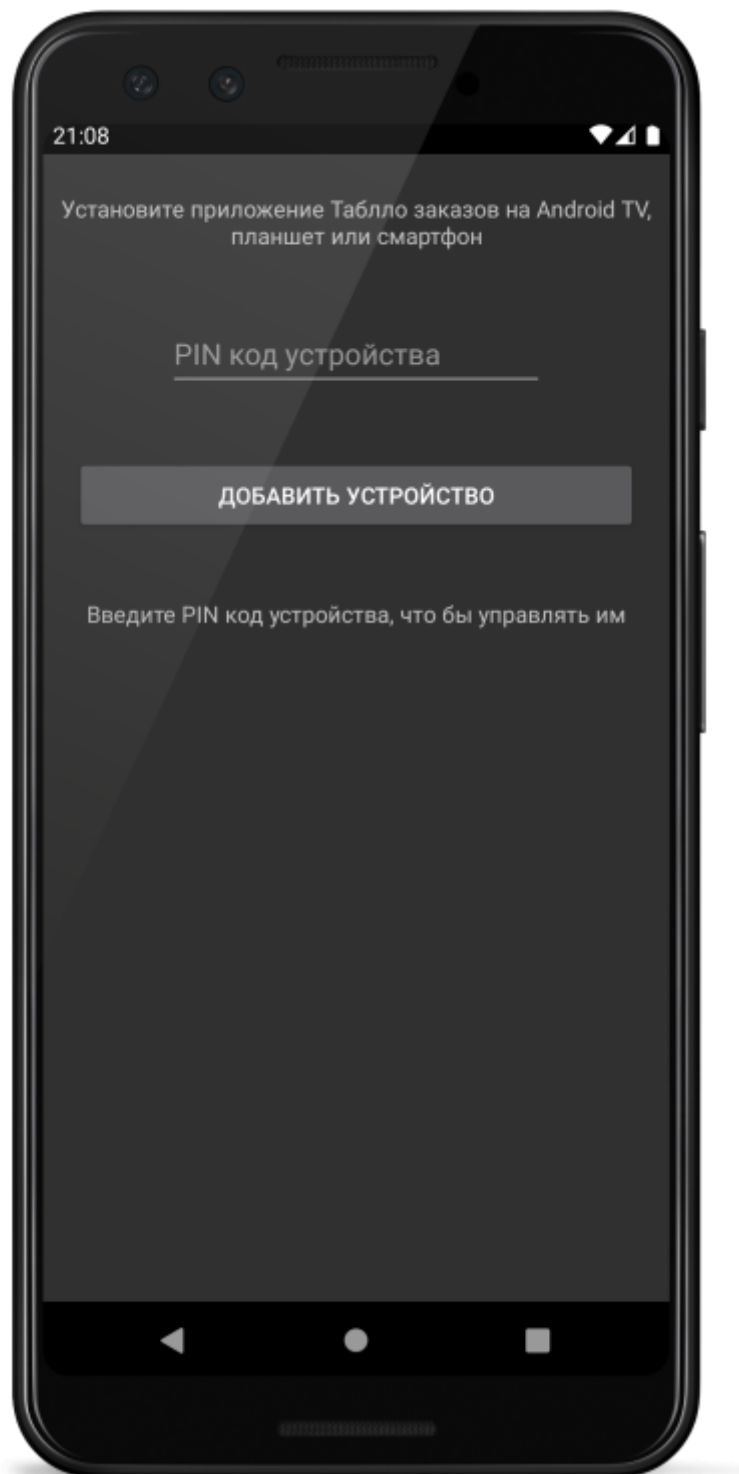 21:08
Установите приложение Таблло заказов на Android TV,
планшет или смартфон
PIN код устройства
ДОБАВИТЬ УСТРОЙСТВО
Введите PIN код устройства, что бы управлять им